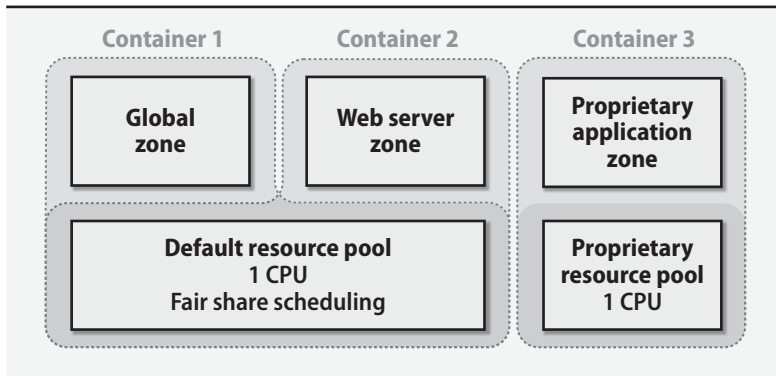 Container 1
Container 2
Container 3
Global
zone
Web server
zone
Proprietary
application
zone
Default resource pool
1 CPU
Fair share scheduling
Proprietary
resource pool
1 CPU